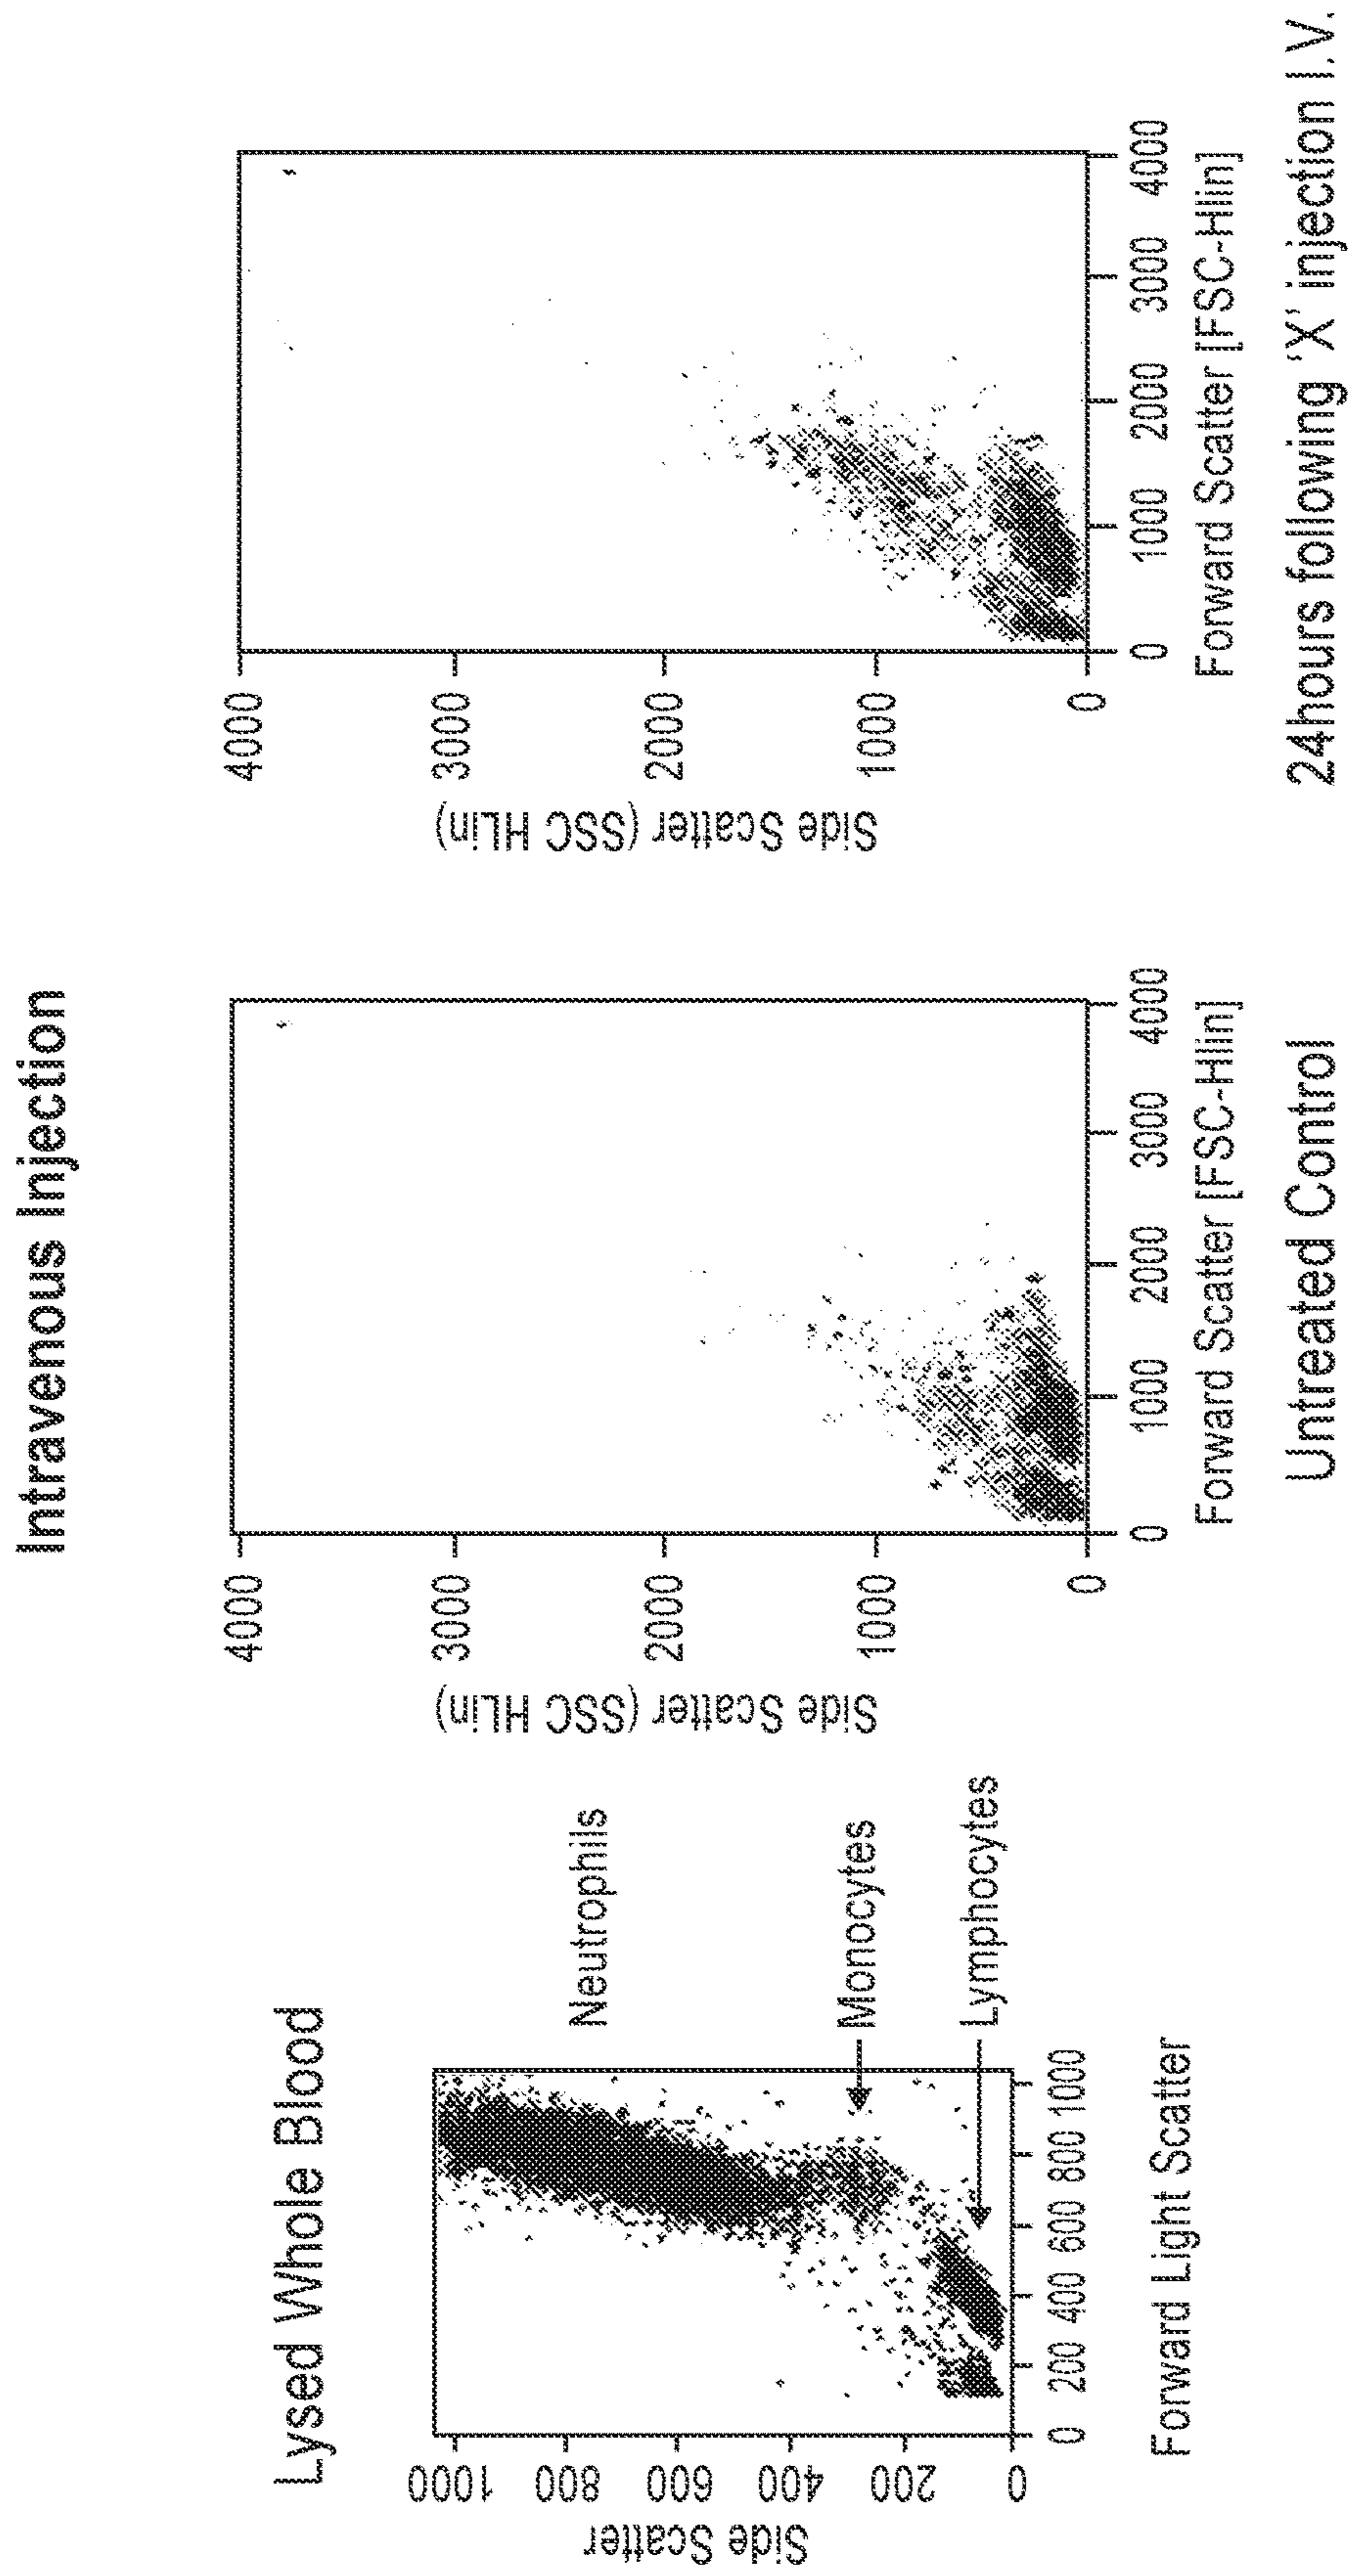 Intravenous Injection
Lysed Whole Blood
Side Scatter
1000
800
600
400
200
0
0 200 400 600 800 1000
Forward Light Scatter
Neutrophils
Monocytes
Lymphocytes
Side Scatter (SSC HLin)
4000
3000
2000
1000
0
0 1000 2000 3000 4000
Forward Scatter [FSC-Hlin]
Untreated Control
Side Scatter (SSC HLin)
4000
3000
2000
1000
0
0 1000 2000 3000 4000
Forward Scatter [FSC-Hlin]
24hours following 'X' injection I.V.